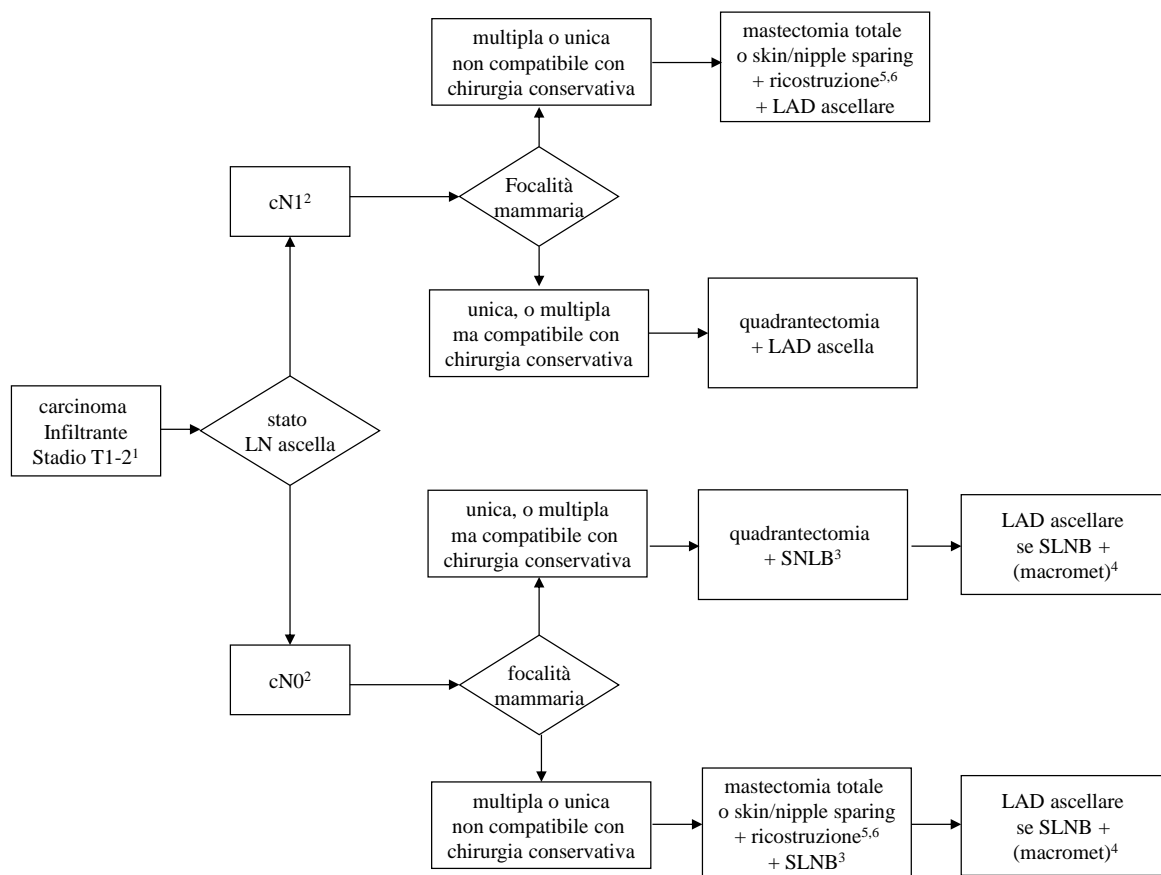 multipla o unica
non compatibile con
chirurgia conservativa
mastectomia totale
o skin/nipple sparing
+ ricostruzione⁵,⁶
+ LAD ascellare
cN1²
Focalità
mammaria
unica, o multipla
ma compatibile con
chirurgia conservativa
quadrantectomia
+ LAD ascella
carcinoma
Infiltrante
Stadio T1-2¹
stato
LN ascella
unica, o multipla
ma compatibile con
chirurgia conservativa
quadrantectomia
+ SNLB³
LAD ascellare
se SLNB +
(macromet)⁴
cN0²
focalità
mammaria
multipla o unica
non compatibile con
chirurgia conservativa
mastectomia totale
o skin/nipple sparing
+ ricostruzione⁵,⁶
+ SLNB³
LAD ascellare
se SLNB +
(macromet)⁴